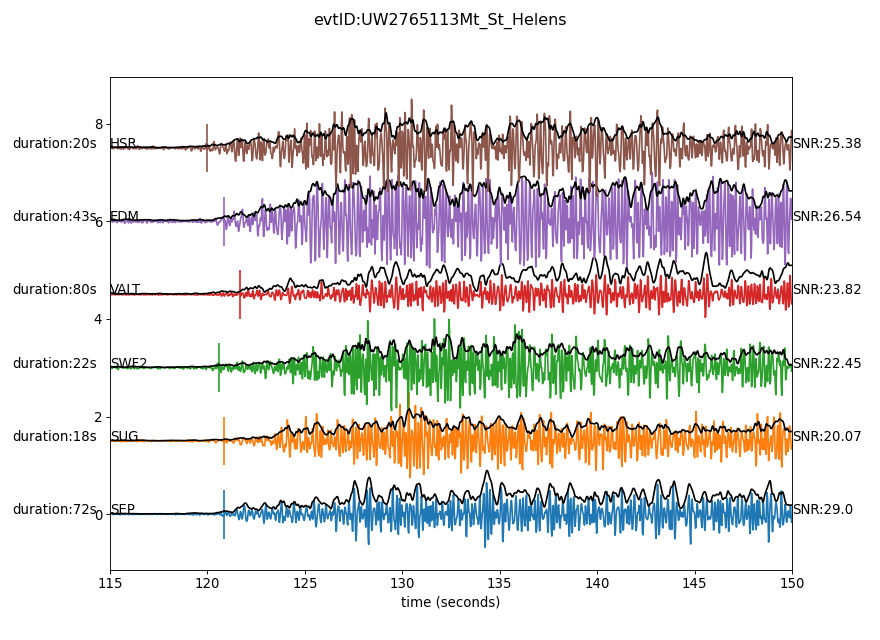 evtID:UW2765113Mt_St_Helens
8
duration:20s HSR SNR:25.38
duration:43s EDM SNR:26.54
6
duration:80s VALT SNR:23.82
4
duration:22s SWF2 SNR:22.45
2
duration:18s SUG SNR:20.07
duration:72s SEP SNR:29.0
0
115 120 125 130 135 140 145 150
time (seconds)